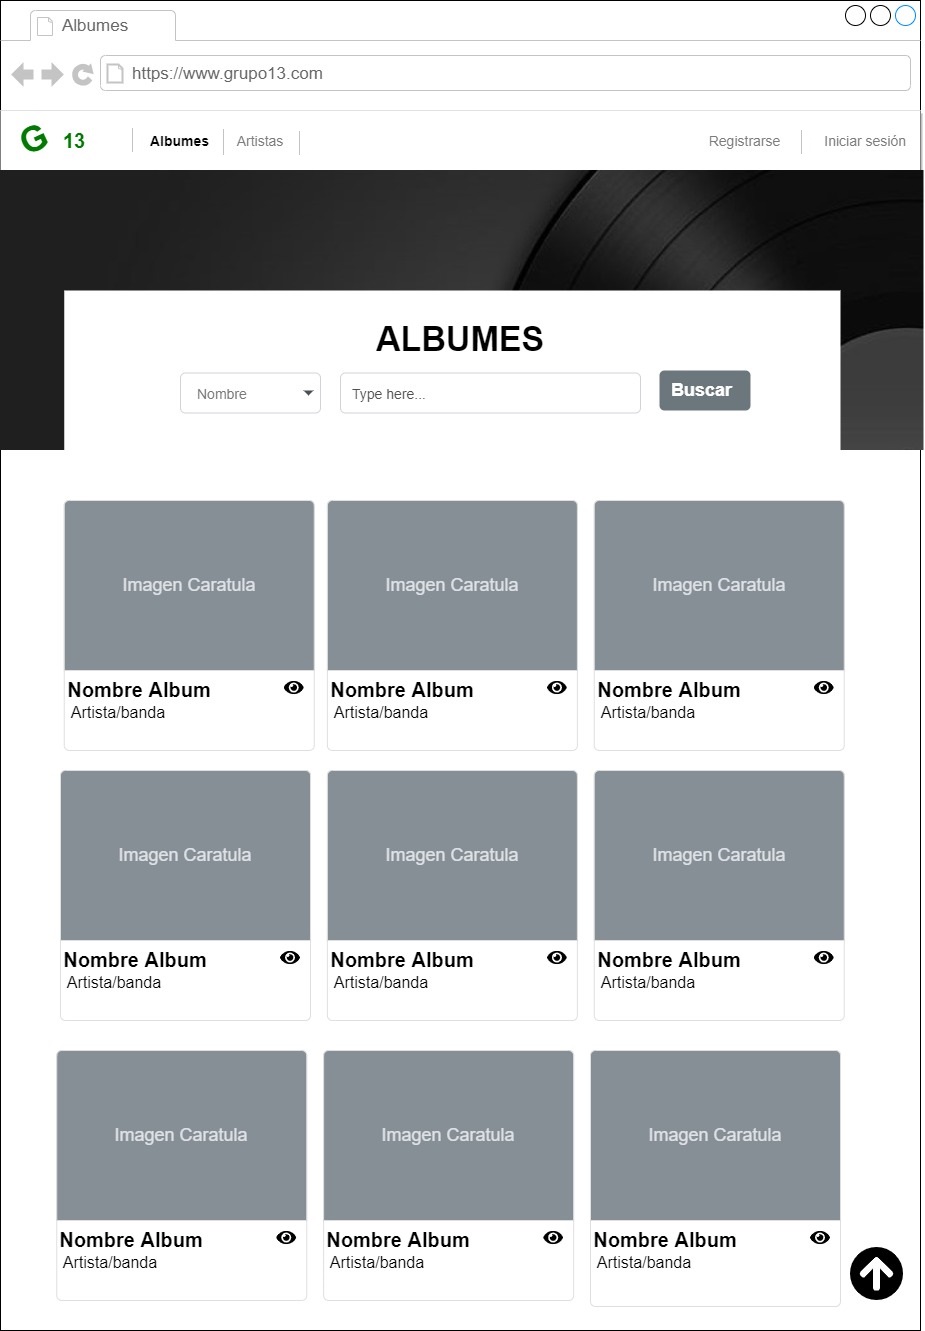 Albumes
https://www.grupo13.com
G 13
Albumes
Artistas
Registrarse
Iniciar sesión
ALBUMES
Nombre
Type here...
Buscar
Imagen Caratula
Imagen Caratula
Imagen Caratula
Nombre Album
Artista/banda
Nombre Album
Artista/banda
Nombre Album
Artista/banda
Imagen Caratula
Imagen Caratula
Imagen Caratula
Nombre Album
Artista/banda
Nombre Album
Artista/banda
Nombre Album
Artista/banda
Imagen Caratula
Imagen Caratula
Imagen Caratula
Nombre Album
Artista/banda
Nombre Album
Artista/banda
Nombre Album
Artista/banda